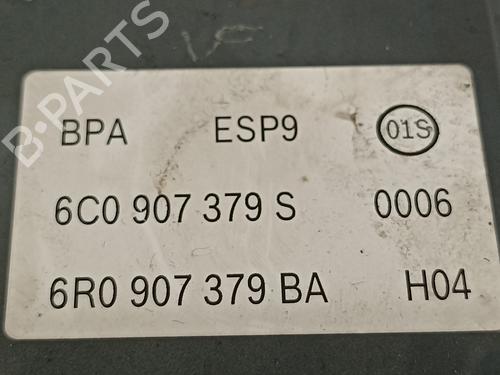 BPA ESP9 01S
6C0 907 379 S 0006
6R0 907 379 BA H04
B-PARTS